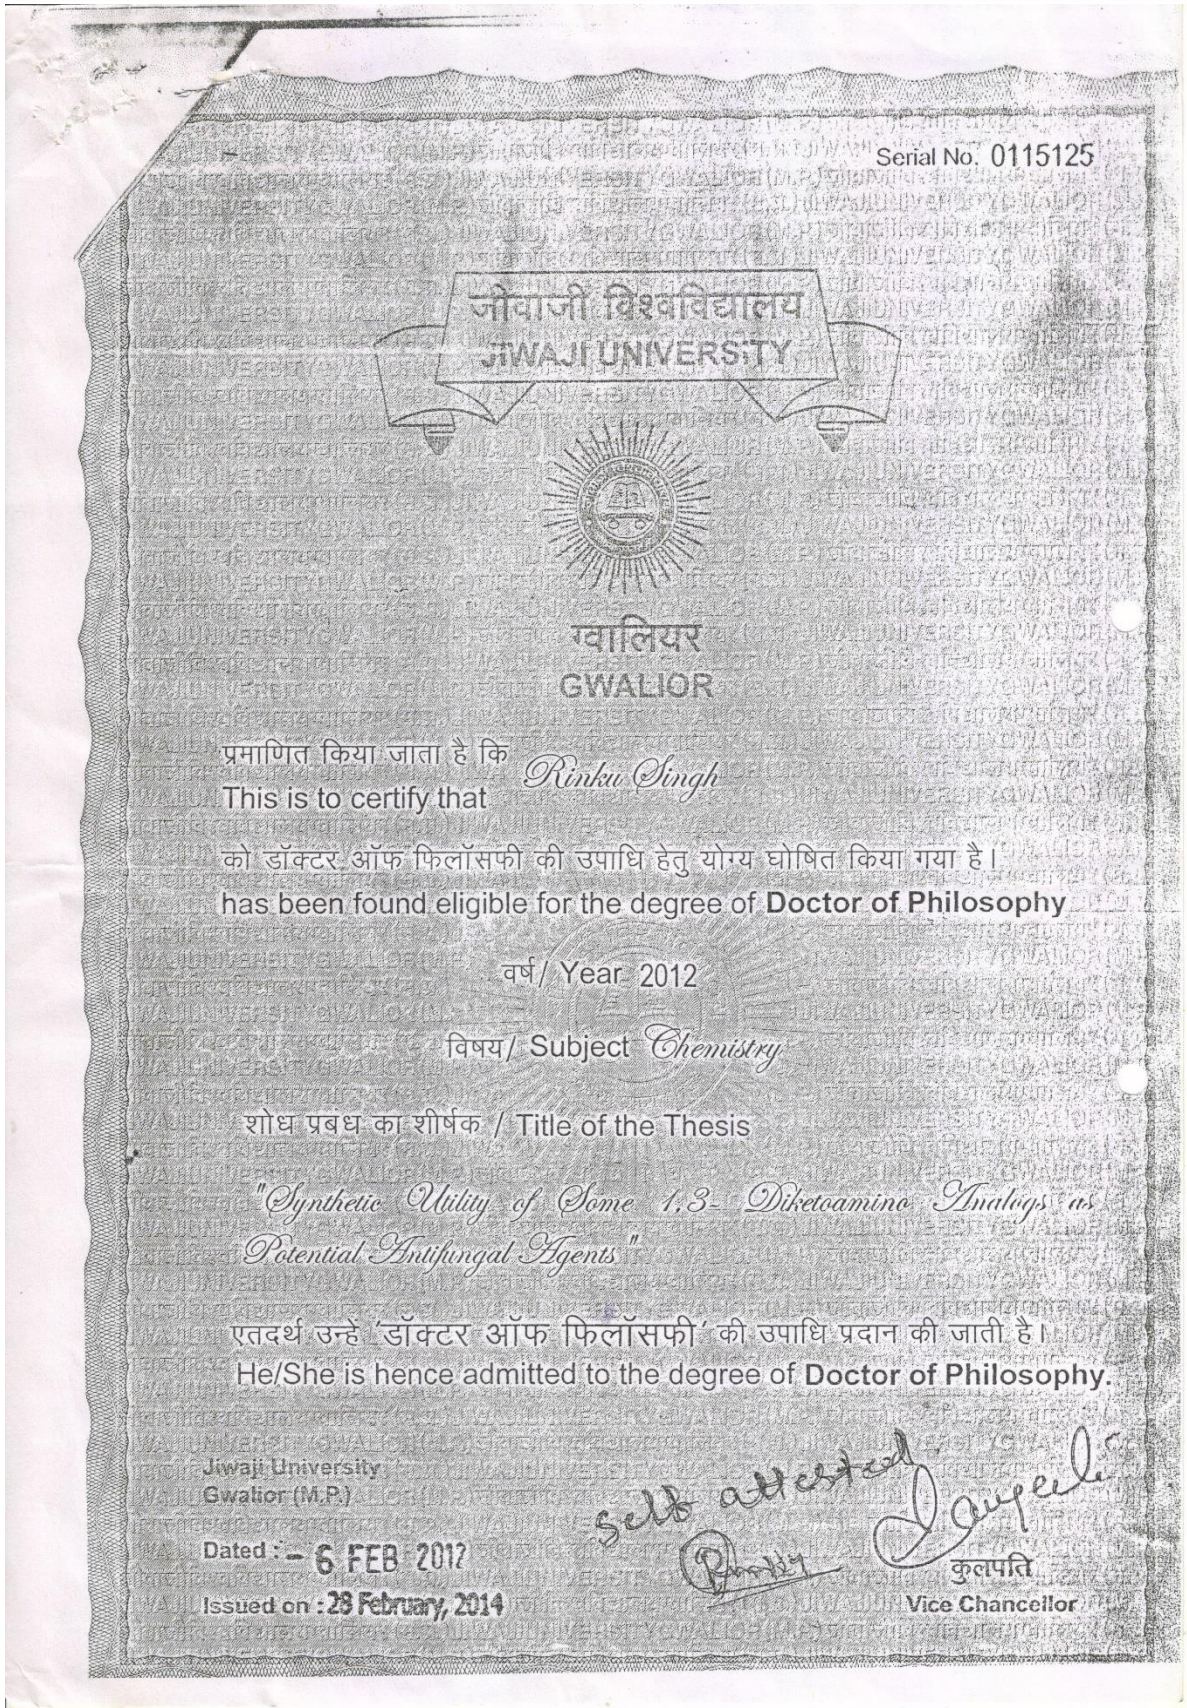 Serial No. 0115125
जीवाजी विश्वविद्यालय
JIWAJI UNIVERSITY
ग्वालियर
GWALIOR
प्रमाणित किया जाता है कि
Rinku Singh
This is to certify that
को डॉक्टर ऑफ फिलॉसफी की उपाधि हेतु योग्य घोषित किया गया है।
has been found eligible for the degree of Doctor of Philosophy
वर्ष/ Year 2012
विषय/ Subject Chemistry
शोध प्रबंध का शीर्षक / Title of the Thesis
"Synthetic Utility of Some 1,3- Diketoamino Analogs as
Potential Antifungal Agents"
एतदर्थ उन्हे 'डॉक्टर ऑफ फिलॉसफी' की उपाधि प्रदान की जाती है।
He/She is hence admitted to the degree of Doctor of Philosophy.
Jiwaji University
Gwalior (M.P.)
self attested
Dated :- 6 FEB 2012
कुलपति
Issued on : 28 February, 2014
Vice Chancellor